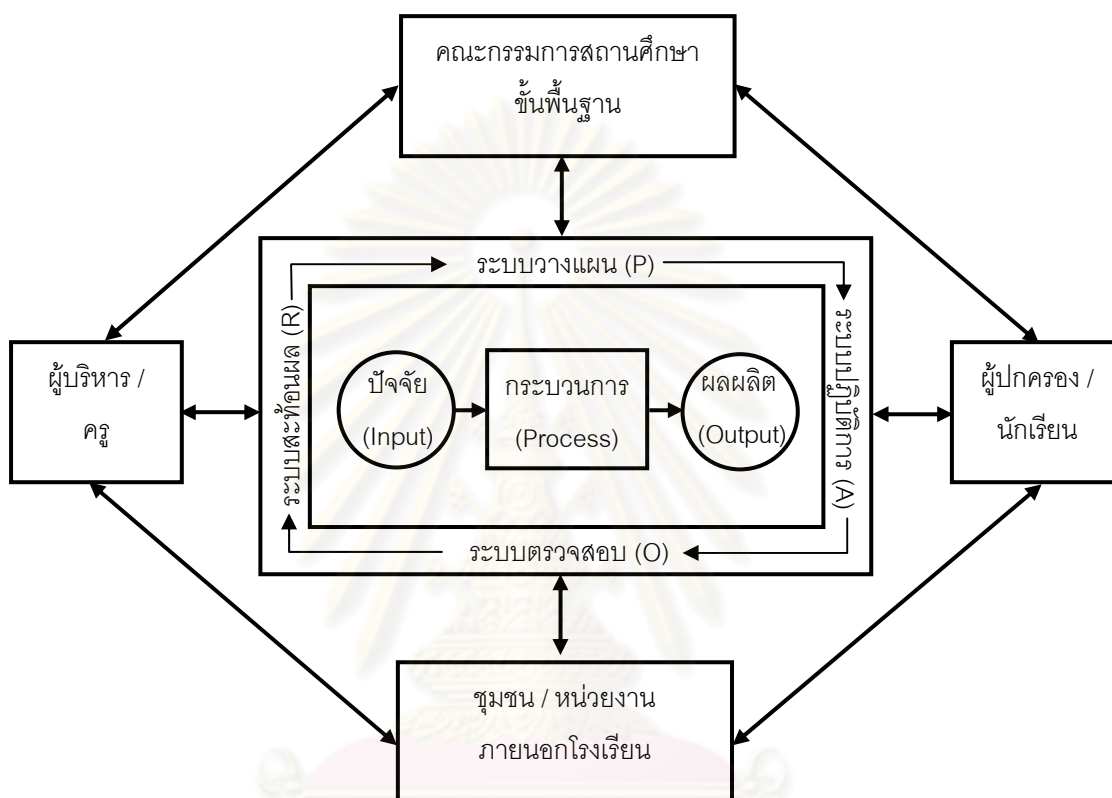 คณะกรรมการสถานศึกษา
ขั้นพื้นฐาน
ระบบวางแผน (P)
ระบบสะท้อนผล (R)
ระบบปฏิบัติการ (A)
ผู้บริหาร /
ครู
ปัจจัย
(Input)
กระบวนการ
(Process)
ผลผลิต
(Output)
ผู้ปกครอง /
นักเรียน
ระบบตรวจสอบ (O)
ชุมชน / หน่วยงาน
ภายนอกโรงเรียน